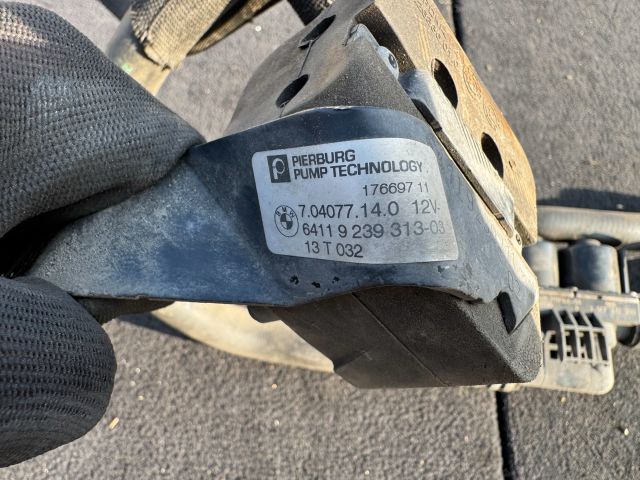 PIERBURG
PUMP TECHNOLOGY
176697 11
7.04077.14.0 12V-
6411 9 239 313-03
13 T 032